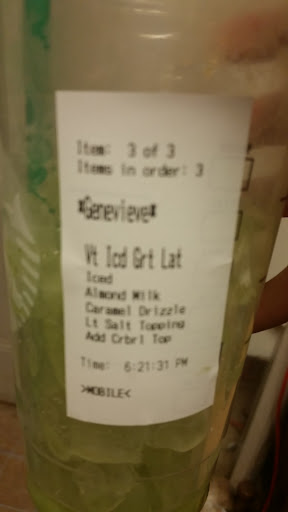 Item: 3 of 3
Items in order: 3
*Genevieve*
Vt Icd Grt Lat
Iced
Almond Milk
Caramel Drizzle
Lt Salt Topping
Add Crbrl Top
Time: 6:21:31 PM
>MOBILE<